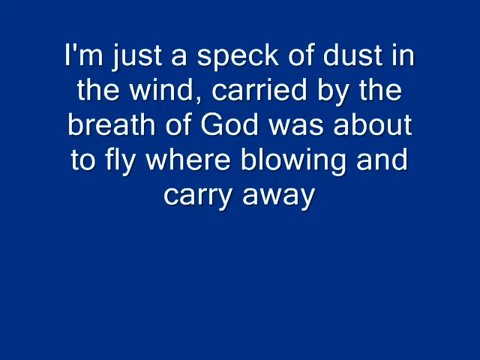 I'm just a speck of dust in
the wind, carried by the
breath of God was about
to fly where blowing and
carry away